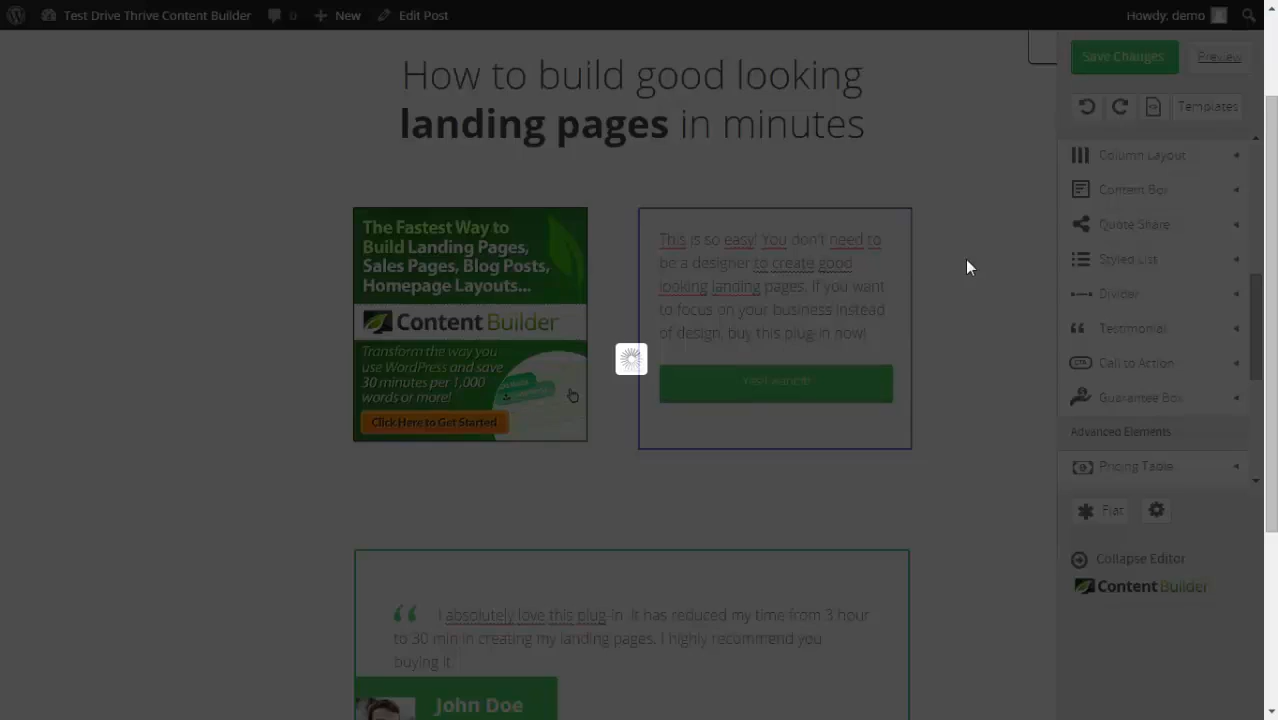 Test Drive Thrive Content Builder 0 New Edit Post Howdy, demo
How to build good looking
landing pages in minutes
The Fastest Way to
Build Landing Pages,
Sales Pages, Blog Posts,
Homepage Layouts...
Content Builder
Transform the way you
use WordPress and save
30 minutes per 1,000
words or more!
Click Here to Get Started
This is so easy! You don't need to
be a designer to create good
looking landing pages. If you want
to focus on your business instead
of design, buy this plug-in now!
I absolutely love this plug-in. It has reduced my time from 3 hour
to 30 min in creating my landing pages. I highly recommend you
buying it.
John Doe
Save Changes Preview
Templates
Column Layout
Content Box
Quote Share
Styled List
Divider
Testimonial
CTA Call to Action
Guarantee Box
Advanced Elements
Pricing Table
Flat
Collapse Editor
Content Builder